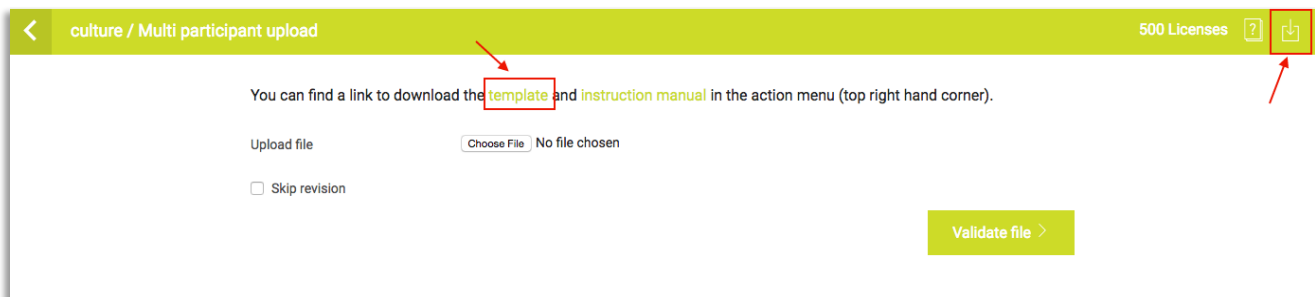 culture / Multi participant upload 500 Licenses ?
You can find a link to download the template and instruction manual in the action menu (top right hand corner).
Upload file Choose File No file chosen
Skip revision
Validate file >